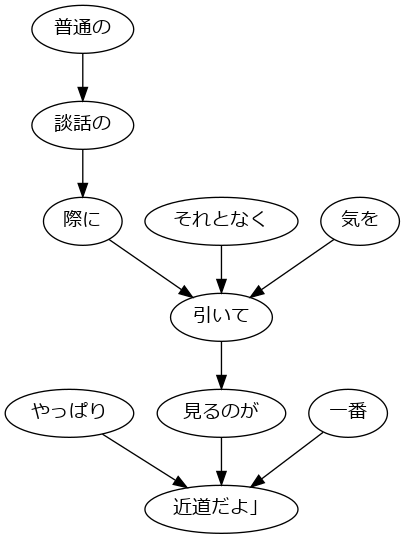 普通の
談話の
際に
それとなく
気を
引いて
やっぱり
見るのが
一番
近道だよ」